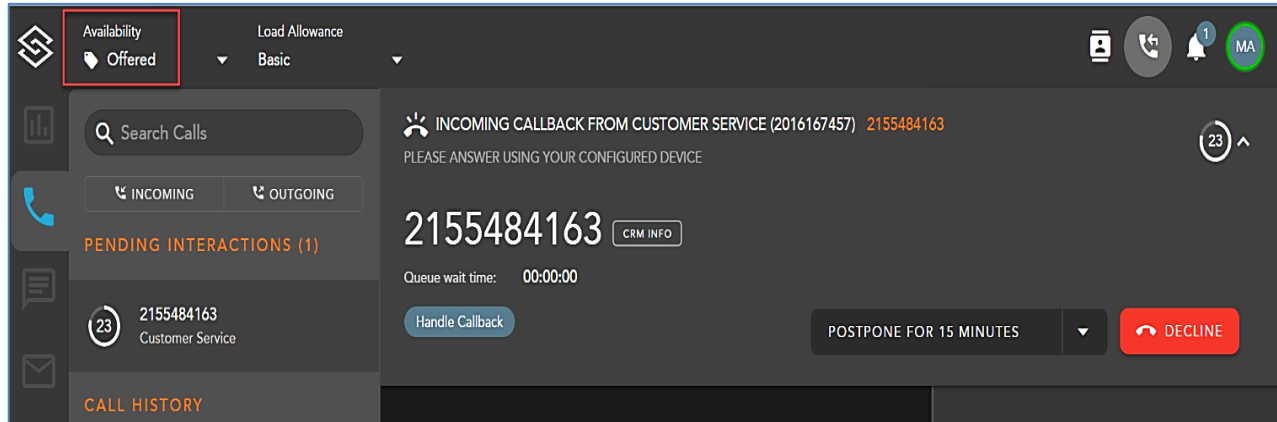 Availability
Offered
Load Allowance
Basic
1
MA
Search Calls
INCOMING
OUTGOING
PENDING INTERACTIONS (1)
23
2155484163
Customer Service
CALL HISTORY
INCOMING CALLBACK FROM CUSTOMER SERVICE (2016167457) 2155484163
23
PLEASE ANSWER USING YOUR CONFIGURED DEVICE
2155484163 CRM INFO
Queue wait time: 00:00:00
Handle Callback
POSTPONE FOR 15 MINUTES
DECLINE